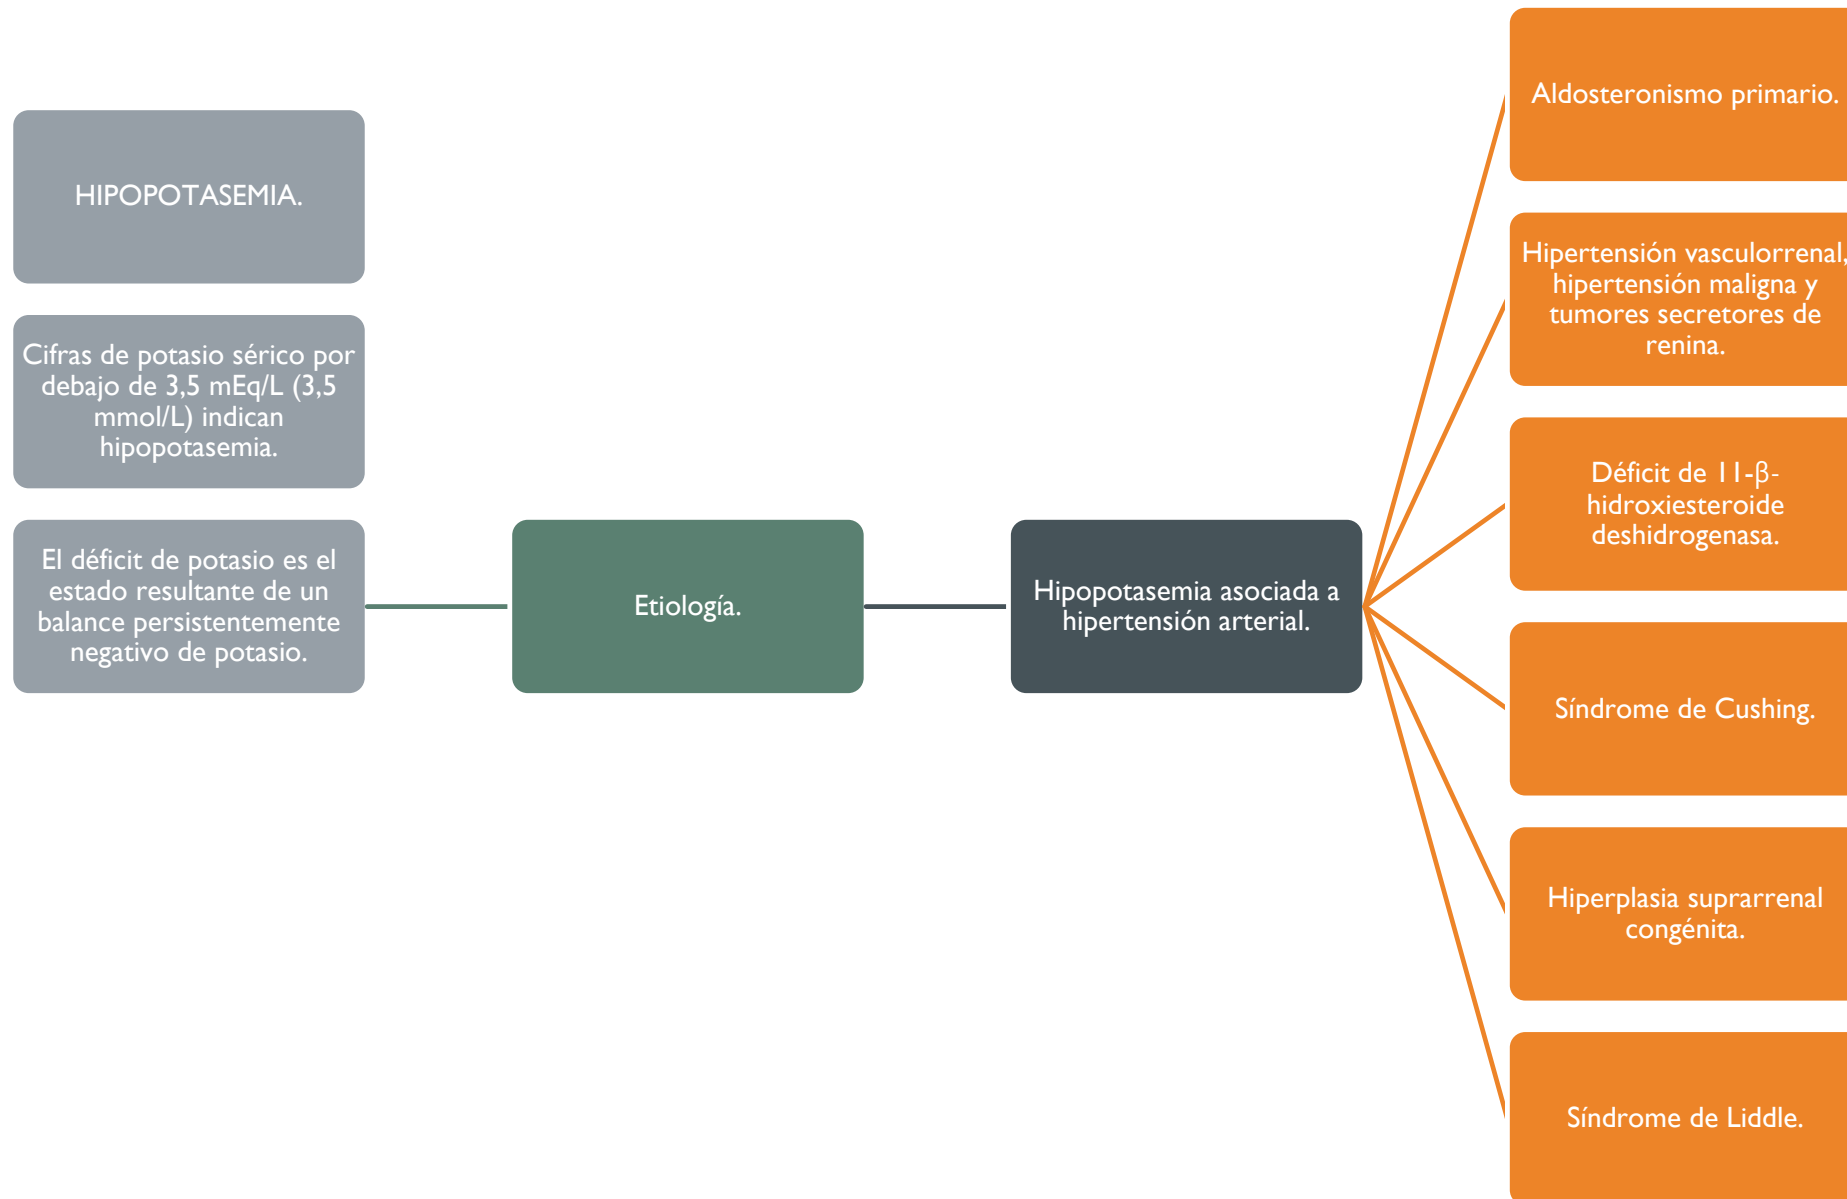 HIPOPOTASEMIA.
Cifras de potasio sérico por
debajo de 3,5 mEq/L (3,5
mmol/L) indican
hipopotasemia.
El déficit de potasio es el
estado resultante de un
balance persistentemente
negativo de potasio.
Etiología.
Hipopotasemia asociada a
hipertensión arterial.
Aldosteronismo primario.
Hipertensión vasculorrenal,
hipertensión maligna y
tumores secretores de
renina.
Déficit de 11-β-
hidroxiesteroide
deshidrogenasa.
Síndrome de Cushing.
Hiperplasia suprarrenal
congénita.
Síndrome de Liddle.